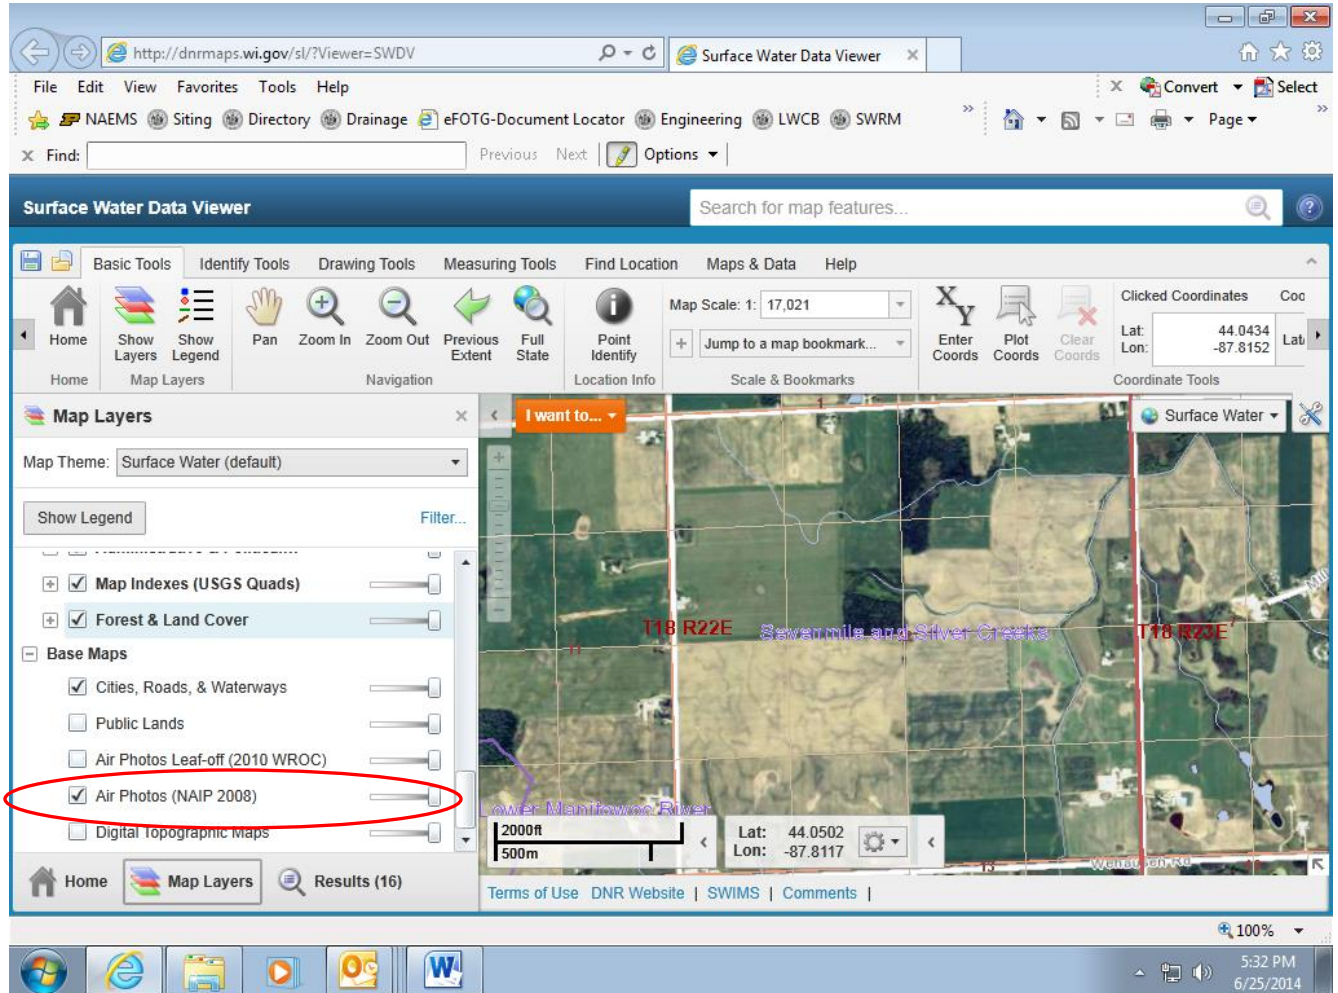 http://dnrmaps.wi.gov/sl/?Viewer=SWDV
Surface Water Data Viewer
File Edit View Favorites Tools Help
Convert Select
NAEMS Siting Directory Drainage eFOTG-Document Locator Engineering LWCB SWRM
Page
Find: Previous Next Options
Surface Water Data Viewer
Search for map features...
Basic Tools Identify Tools Drawing Tools Measuring Tools Find Location Maps & Data Help
Home
Show Layers
Show Legend
Pan
Zoom In
Zoom Out
Previous Extent
Full State
Point Identify
Map Scale: 1: 17,021
Jump to a map bookmark...
Enter Coords
Plot Coords
Clear Coords
Clicked Coordinates
Lat: 44.0434
Lon: -87.8152
Home Map Layers Navigation Location Info Scale & Bookmarks Coordinate Tools
Map Layers
Map Theme: Surface Water (default)
Show Legend Filter...
Map Indexes (USGS Quads)
Forest & Land Cover
Base Maps
Cities, Roads, & Waterways
Public Lands
Air Photos Leaf-off (2010 WROC)
Air Photos (NAIP 2008)
Digital Topographic Maps
Home Map Layers Results (16)
I want to...
Surface Water
1
T18 R22E
Sevenmile and Silver Creeks
T18 R23E
7
11
Lower Manitowoc River
2000ft
500m
Lat: 44.0502
Lon: -87.8117
13
Terms of Use DNR Website | SWIMS | Comments |
100%
5:32 PM
6/25/2014